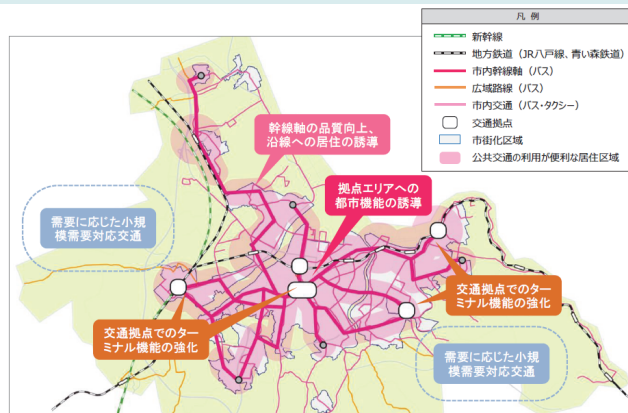 凡 例
新幹線
地方鉄道（JR八戸線、青い森鉄道）
市内幹線軸（バス）
広域路線（バス）
市内交通（バス・タクシー）
交通拠点
市街化区域
公共交通の利用が便利な居住区域
幹線軸の品質向上、
沿線への居住の誘導
拠点エリアへの
都市機能の誘導
需要に応じた小規
模需要対応交通
交通拠点でのター
ミナル機能の強化
交通拠点でのター
ミナル機能の強化
需要に応じた小規
模需要対応交通